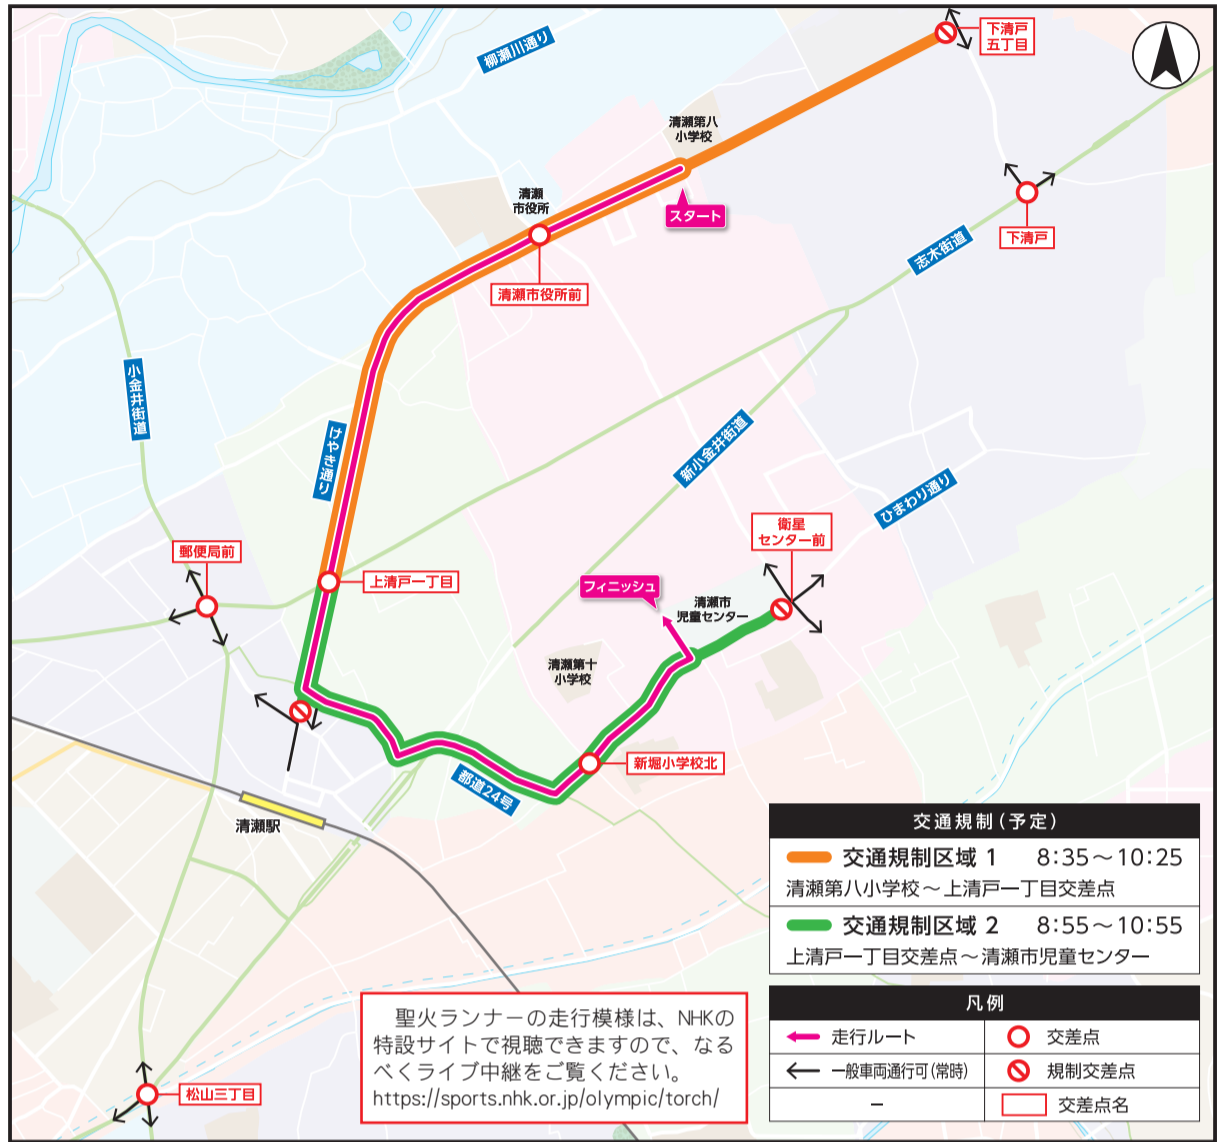 下清戸
五丁目
柳瀬川通り
清瀬第八
小学校
清瀬
市役所
スタート
下清戸
志木街道
清瀬市役所前
小金井街道
けやき通り
新小金井街道
ひまわり通り
衛星
センター前
郵便局前
上清戸一丁目
フィニッシュ
清瀬市
児童センター
清瀬第十
小学校
新堀小学校北
都道24号
清瀬駅
交通規制(予定)
交通規制区域 1 8:35～10:25
清瀬第八小学校～上清戸一丁目交差点
交通規制区域 2 8:55～10:55
上清戸一丁目交差点～清瀬市児童センター
凡例
走行ルート
交差点
一般車両通行可(常時)
規制交差点
−
交差点名
聖火ランナーの走行模様は、NHKの
特設サイトで視聴できますので、なる
べくライブ中継をご覧ください。
https://sports.nhk.or.jp/olympic/torch/
松山三丁目